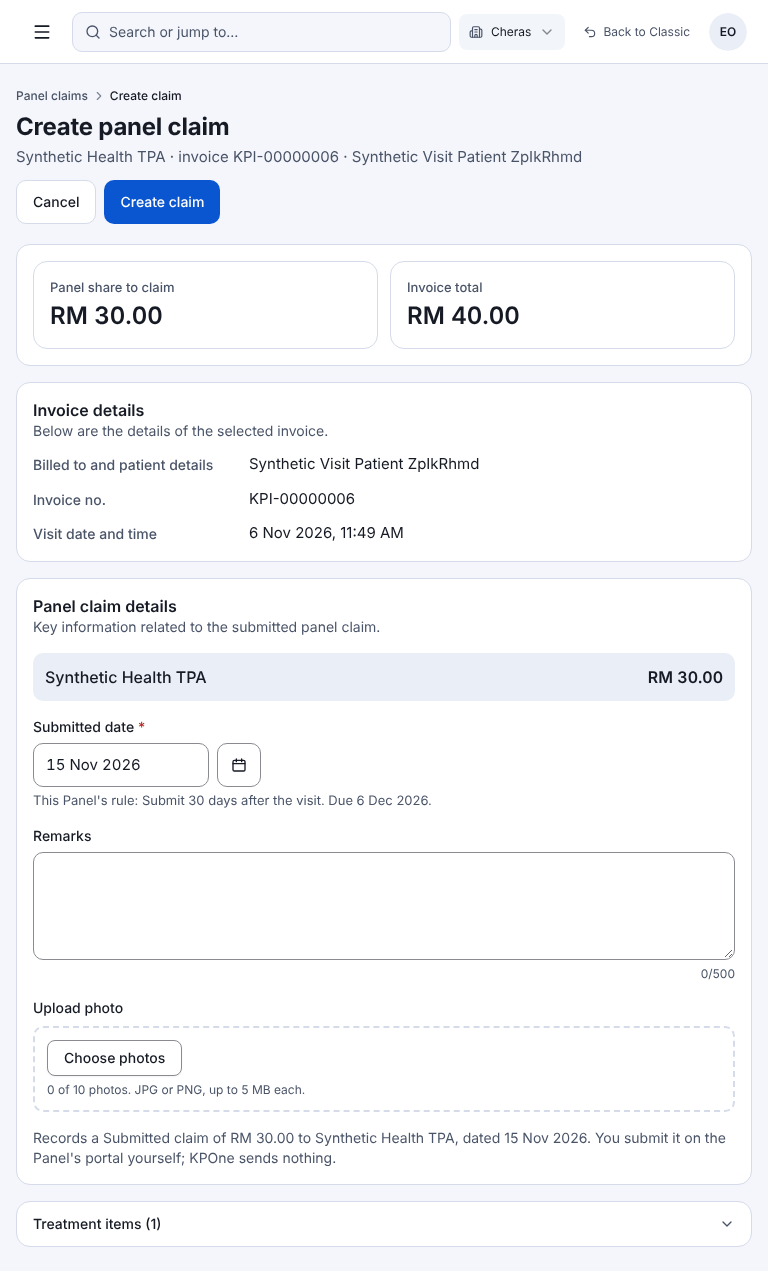 Search or jump to...
Cheras
Back to Classic
EO
Panel claims > Create claim
Create panel claim
Synthetic Health TPA · invoice KPI-00000006 · Synthetic Visit Patient ZpIkRhmd
Cancel
Create claim
Panel share to claim
RM 30.00
Invoice total
RM 40.00
Invoice details
Below are the details of the selected invoice.
Billed to and patient details
Synthetic Visit Patient ZpIkRhmd
Invoice no.
KPI-00000006
Visit date and time
6 Nov 2026, 11:49 AM
Panel claim details
Key information related to the submitted panel claim.
Synthetic Health TPA
RM 30.00
Submitted date *
15 Nov 2026
This Panel's rule: Submit 30 days after the visit. Due 6 Dec 2026.
Remarks
0/500
Upload photo
Choose photos
0 of 10 photos. JPG or PNG, up to 5 MB each.
Records a Submitted claim of RM 30.00 to Synthetic Health TPA, dated 15 Nov 2026. You submit it on the
Panel's portal yourself; KPOne sends nothing.
Treatment items (1)